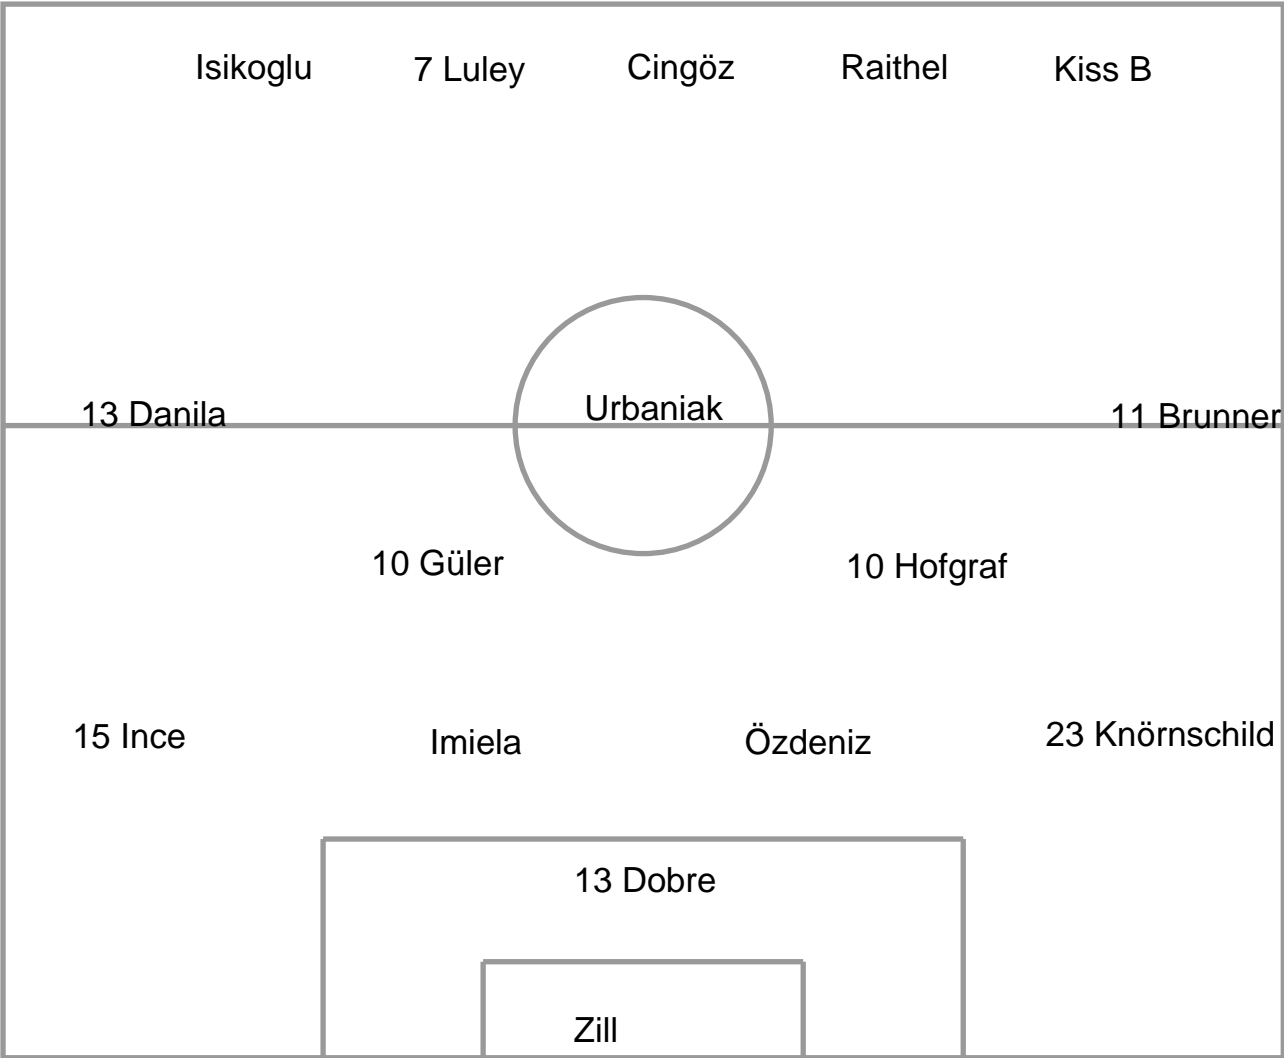 Isikoglu
7 Luley
Cingöz
Raithel
Kiss B
13 Danila
Urbaniak
11 Brunner
10 Güler
10 Hofgraf
15 Ince
Imiela
Özdeniz
23 Knörnschild
13 Dobre
Zill